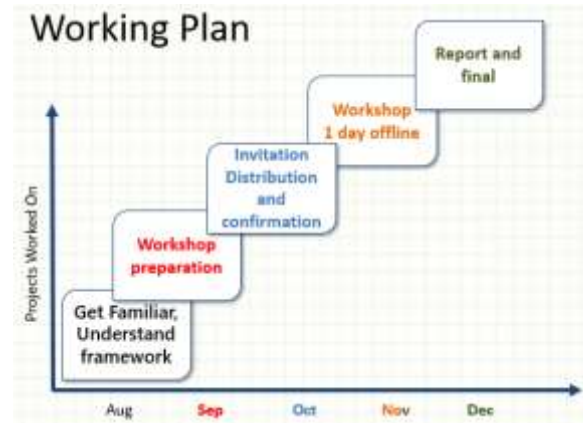 Working Plan
Report and
final
Workshop
1 day offline
Invitation
Distribution
and
confirmation
Workshop
preparation
Get Familiar,
Understand
framework
Projects Worked On
Aug Sep Oct Nov Dec